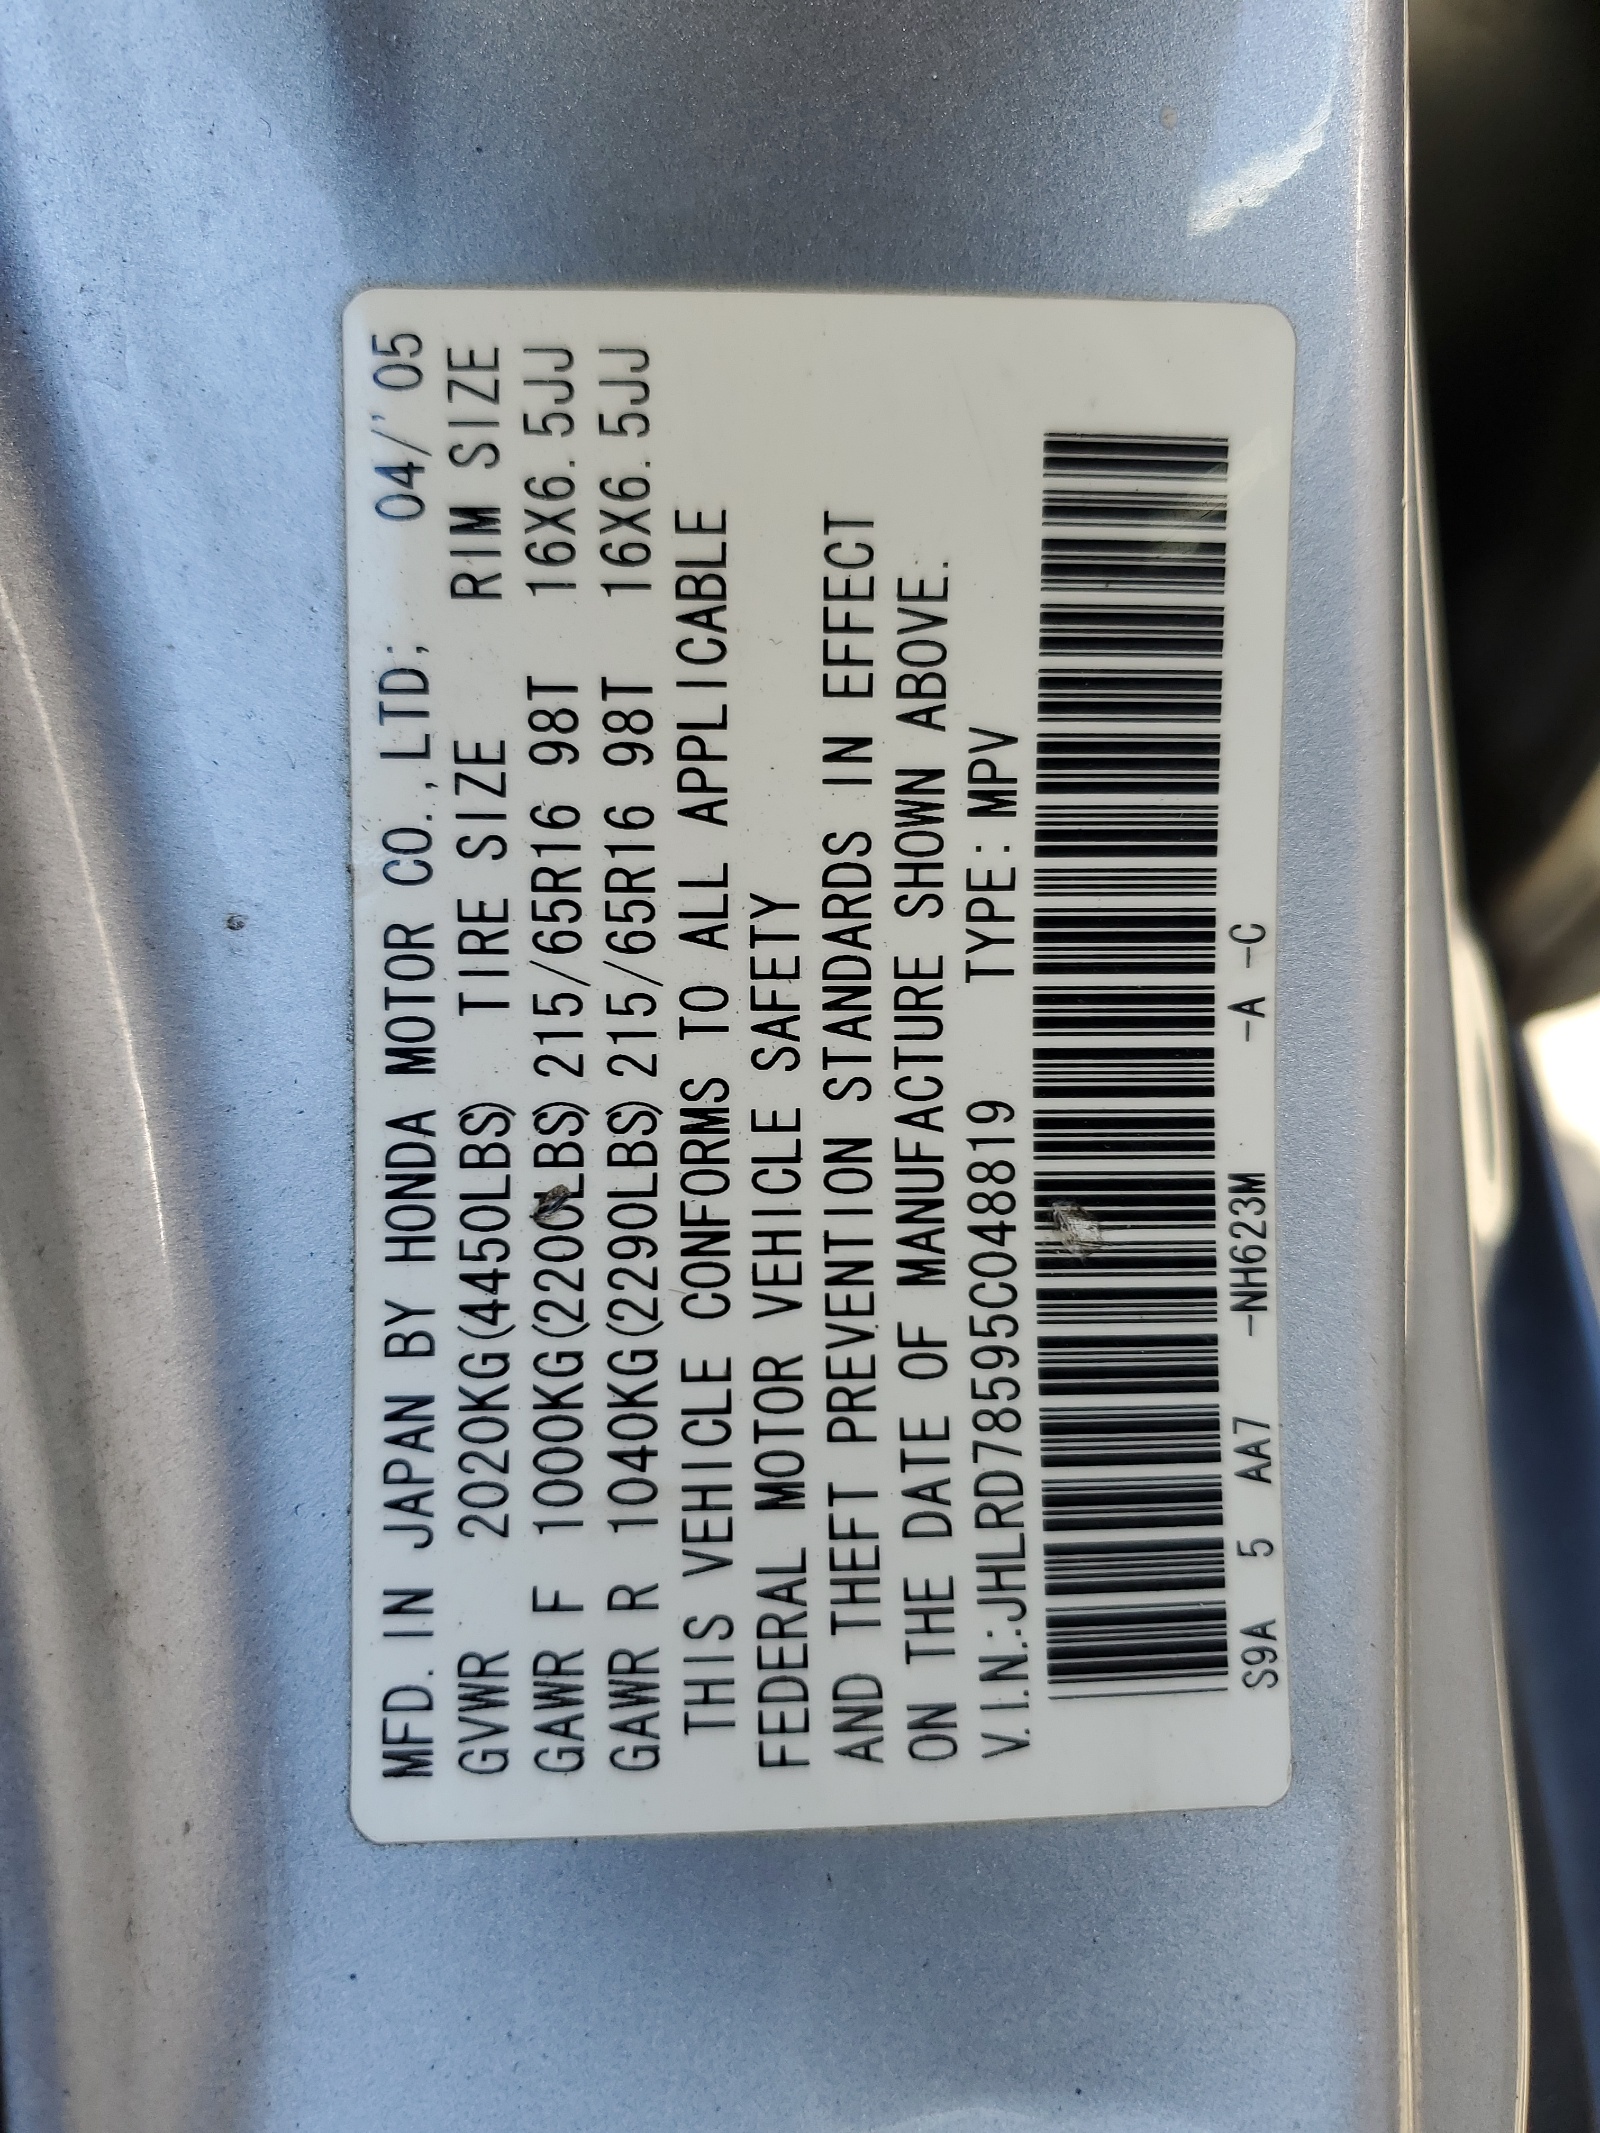 MFD. IN JAPAN BY HONDA MOTOR CO.,LTD; 04/'05
GVWR 2020KG(4450LBS) TIRE SIZE RIM SIZE
GAWR F 1000KG(2200LBS) 215/65R16 98T 16X6.5JJ
GAWR R 1040KG(2290LBS) 215/65R16 98T 16X6.5JJ
THIS VEHICLE CONFORMS TO ALL APPLICABLE
FEDERAL MOTOR VEHICLE SAFETY
AND THEFT PREVENTION STANDARDS IN EFFECT
ON THE DATE OF MANUFACTURE SHOWN ABOVE.
V.I.N.:JHLRD78595C048819 TYPE: MPV
S9A 5 AA7 -NH623M -A -C